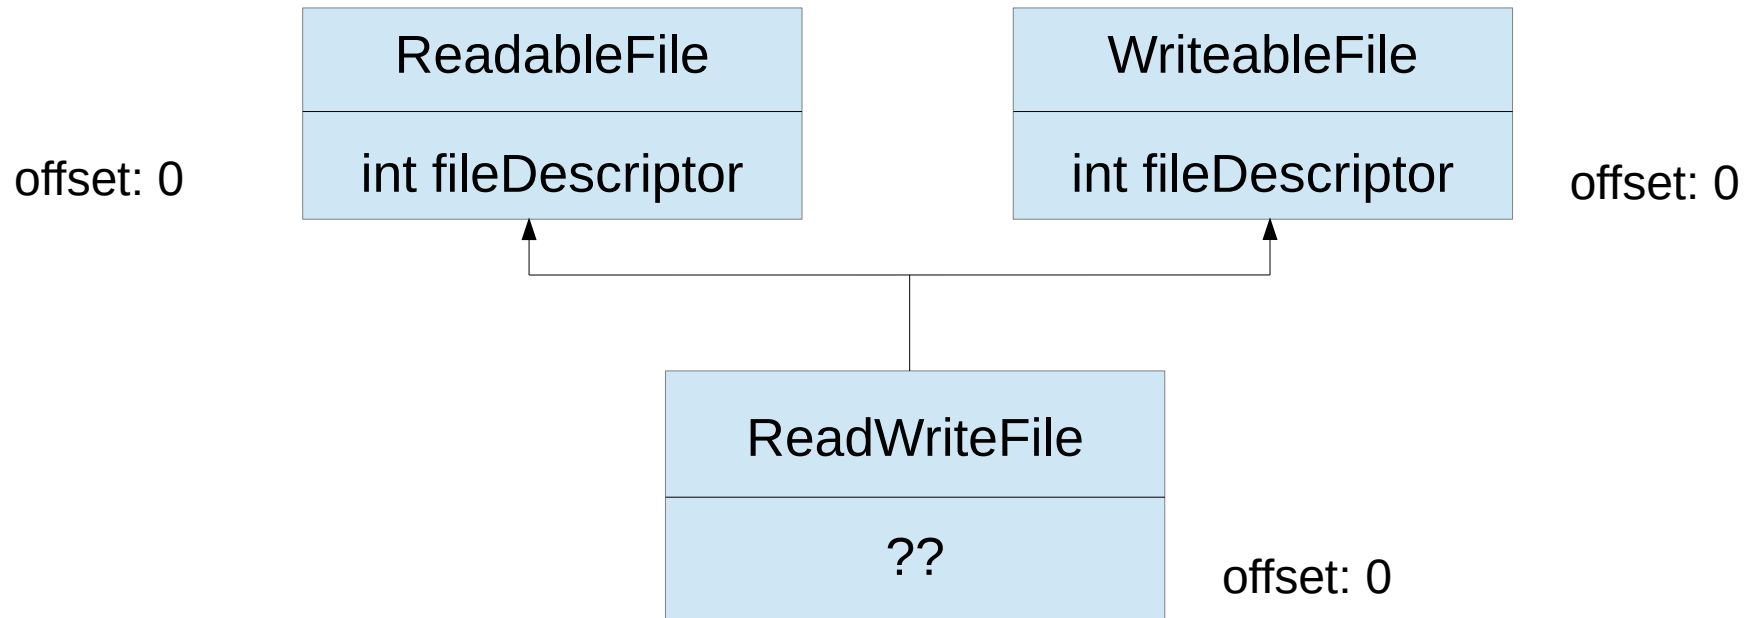 ReadableFile
WriteableFile
offset: 0
int fileDescriptor
int fileDescriptor
offset: 0
ReadWriteFile
??
offset: 0